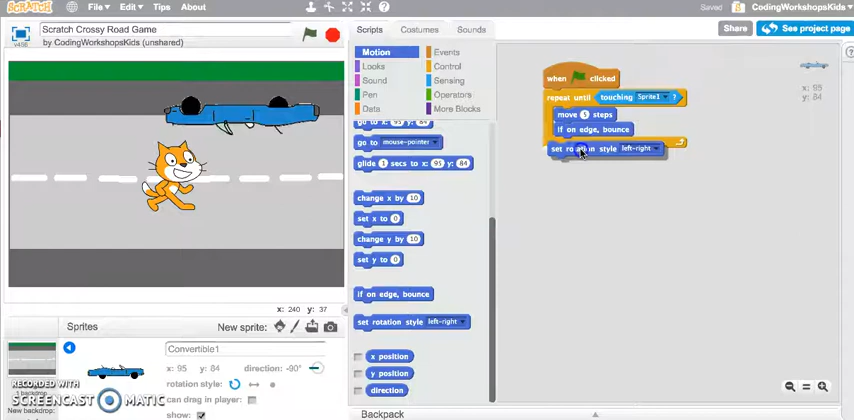 SCRATCH File Edit Tips About Saved CodingWorkshopsKids
Scratch Crossy Road Game
by CodingWorkshopsKids (unshared)
v456
Scripts Costumes Sounds
Share See project page
Motion Events
Looks Control
Sound Sensing
Pen Operators
Data More Blocks
go to x: 95 y: 84
go to mouse-pointer
glide 1 secs to x: 95 y: 84
change x by 10
set x to 0
change y by 10
set y to 0
if on edge, bounce
set rotation style left-right
x position
y position
direction
when clicked
repeat until touching Sprite1 ?
move 5 steps
if on edge, bounce
set rotation style left-right
x: 95
y: 84
x: 240 y: 37
Sprites New sprite:
Convertible1
x: 95 y: 84 direction: -90°
rotation style:
can drag in player:
show:
1 backdrop
New backdrop:
RECORDED WITH
SCREENCAST MATIC
Backpack